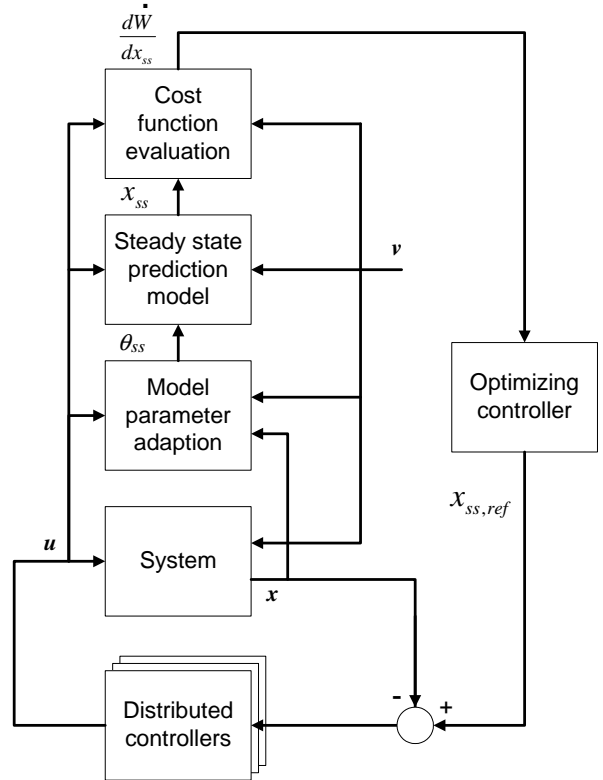 dẆ
dx_ss
Cost
function
evaluation
x_ss
Steady state
prediction
model
v
θ_ss
Model
parameter
adaption
Optimizing
controller
x_ss,ref
u
System
x
- +
Distributed
controllers